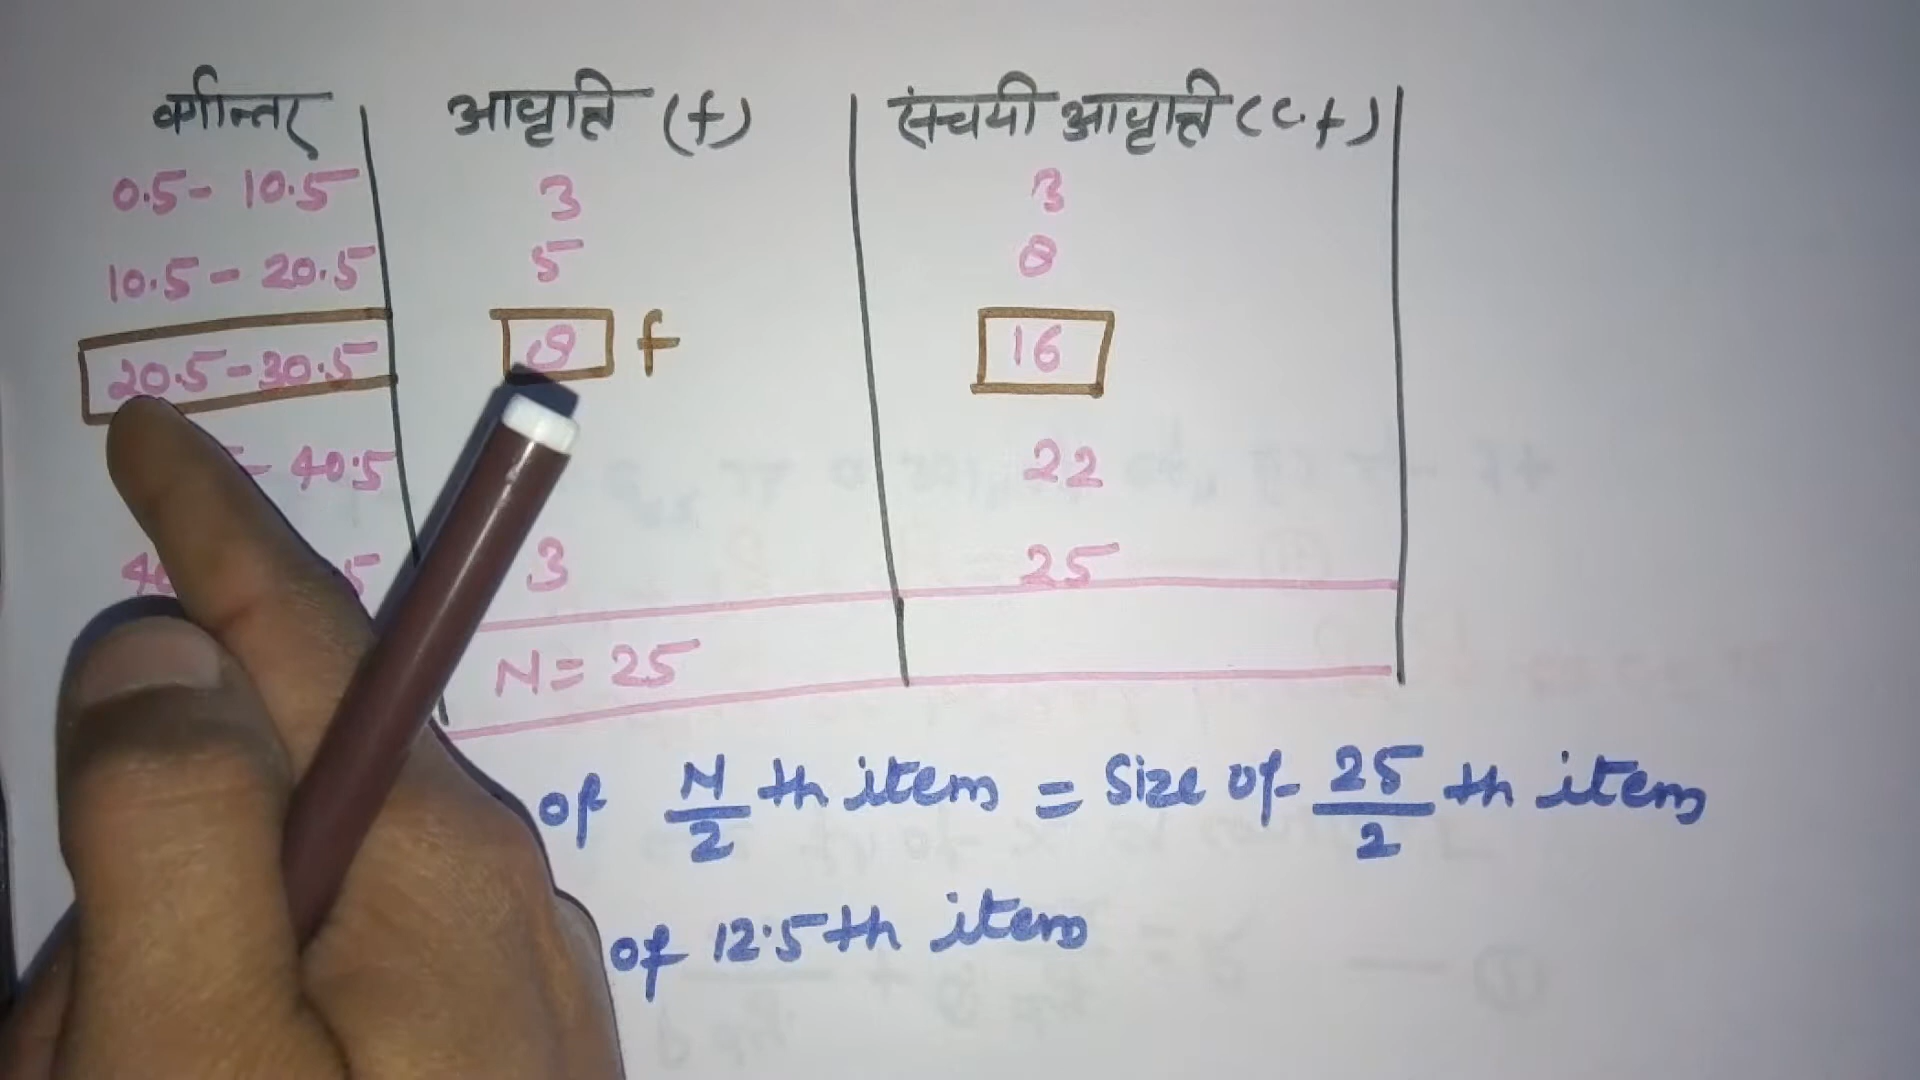 वर्गान्तर आवृत्ति (f) संचयी आवृत्ति (c.f)
0.5- 10.5 3 3
10.5 - 20.5 5 8
20.5-30.5 f 16
- 40.5 22
3 25
N = 25
of N/2 th item = Size of 25/2 th item
of 12.5th item